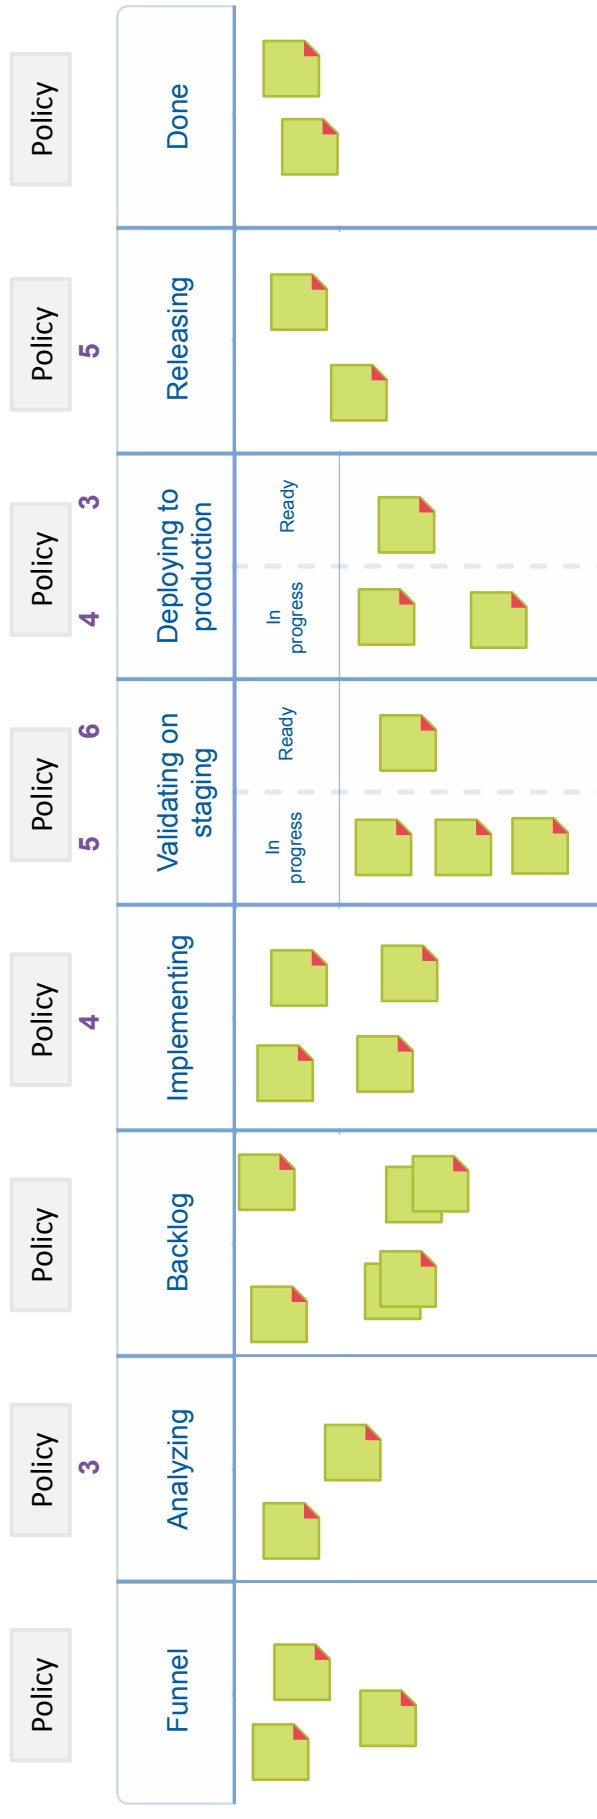 Policy
Policy
Policy
Policy
Policy
Policy
Policy
Policy
3
4
5
6
4
3
5
Funnel
Analyzing
Backlog
Implementing
Validating on
staging
Deploying to
production
Releasing
Done
In
progress
Ready
In
progress
Ready